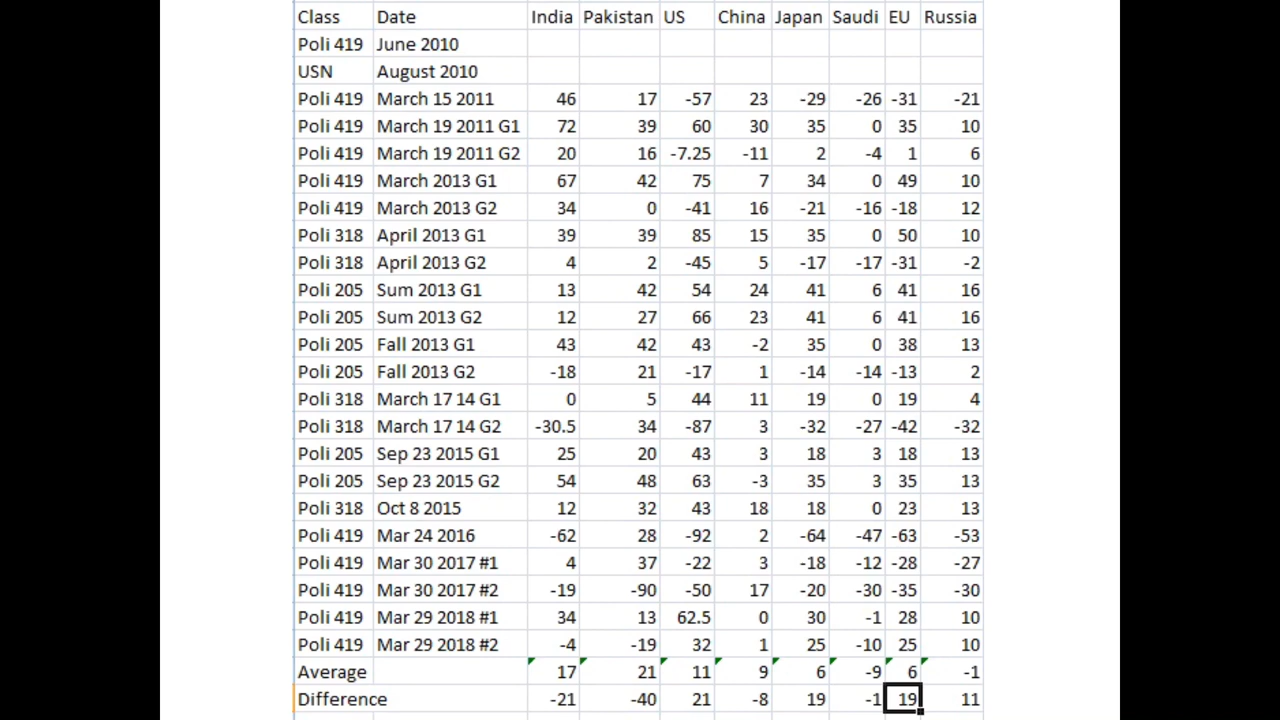 Class Date India Pakistan US China Japan Saudi EU Russia
Poli 419 June 2010
USN August 2010
Poli 419 March 15 2011 46 17 -57 23 -29 -26 -31 -21
Poli 419 March 19 2011 G1 72 39 60 30 35 0 35 10
Poli 419 March 19 2011 G2 20 16 -7.25 -11 2 -4 1 6
Poli 419 March 2013 G1 67 42 75 7 34 0 49 10
Poli 419 March 2013 G2 34 0 -41 16 -21 -16 -18 12
Poli 318 April 2013 G1 39 39 85 15 35 0 50 10
Poli 318 April 2013 G2 4 2 -45 5 -17 -17 -31 -2
Poli 205 Sum 2013 G1 13 42 54 24 41 6 41 16
Poli 205 Sum 2013 G2 12 27 66 23 41 6 41 16
Poli 205 Fall 2013 G1 43 42 43 -2 35 0 38 13
Poli 205 Fall 2013 G2 -18 21 -17 1 -14 -14 -13 2
Poli 318 March 17 14 G1 0 5 44 11 19 0 19 4
Poli 318 March 17 14 G2 -30.5 34 -87 3 -32 -27 -42 -32
Poli 205 Sep 23 2015 G1 25 20 43 3 18 3 18 13
Poli 205 Sep 23 2015 G2 54 48 63 -3 35 3 35 13
Poli 318 Oct 8 2015 12 32 43 18 18 0 23 13
Poli 419 Mar 24 2016 -62 28 -92 2 -64 -47 -63 -53
Poli 419 Mar 30 2017 #1 4 37 -22 3 -18 -12 -28 -27
Poli 419 Mar 30 2017 #2 -19 -90 -50 17 -20 -30 -35 -30
Poli 419 Mar 29 2018 #1 34 13 62.5 0 30 -1 28 10
Poli 419 Mar 29 2018 #2 -4 -19 32 1 25 -10 25 10
Average 17 21 11 9 6 -9 6 -1
Difference -21 -40 21 -8 19 -1 19 11